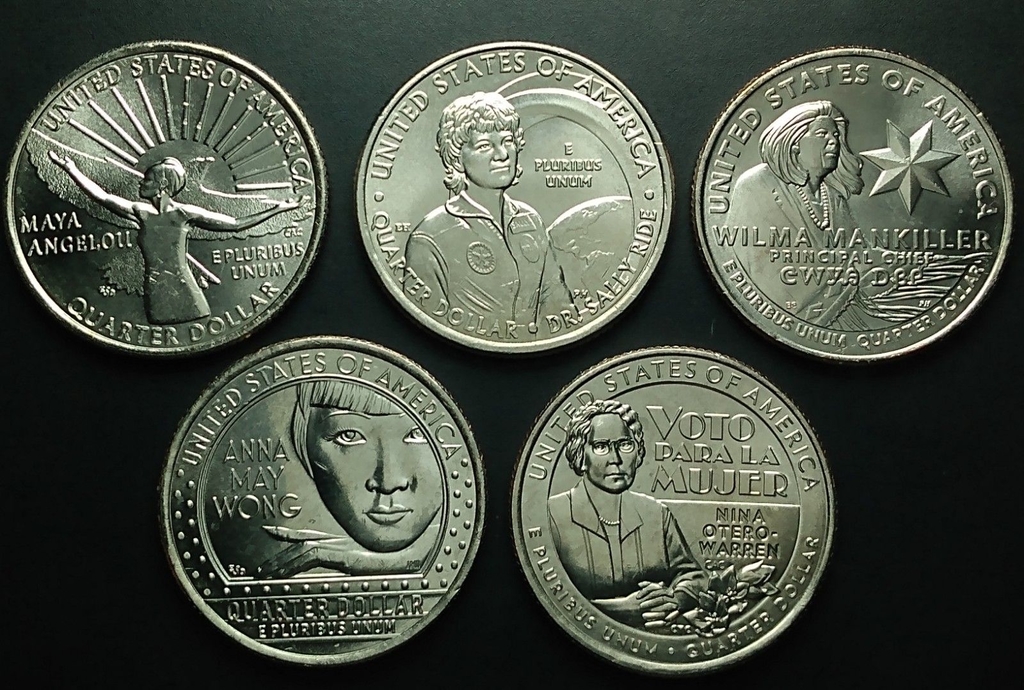 UNITED STATES OF AMERICA
MAYA
ANGELOU
E PLURIBUS
UNUM
QUARTER DOLLAR
UNITED STATES OF AMERICA
E
PLURIBUS
UNUM
QUARTER DOLLAR • DR. SALLY RIDE
UNITED STATES OF AMERICA
WILMA MANKILLER
PRINCIPAL CHIEF
ᏣᎳᎩ ᎠᏰᎵ
E PLURIBUS UNUM QUARTER DOLLAR
UNITED STATES OF AMERICA
ANNA
MAY
WONG
QUARTER DOLLAR
E PLURIBUS UNUM
UNITED STATES OF AMERICA
VOTO
PARA LA
MUJER
NINA
OTERO-
WARREN
E PLURIBUS UNUM • QUARTER DOLLAR